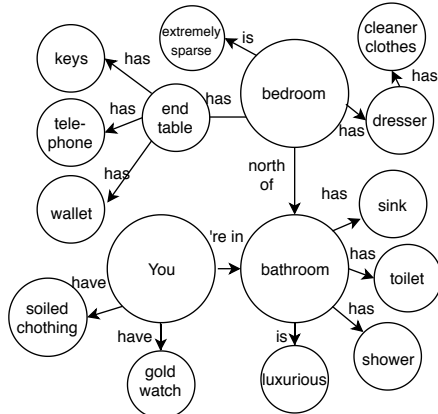 extremely
sparse
is
cleaner
clothes
keys
has
has
bedroom
has
dresser
has
tele-
phone
has
end
table
has
wallet
has
north
of
has
sink
You
're in
bathroom
has
toilet
soiled
chothing
have
has
shower
have
gold
watch
is
luxurious